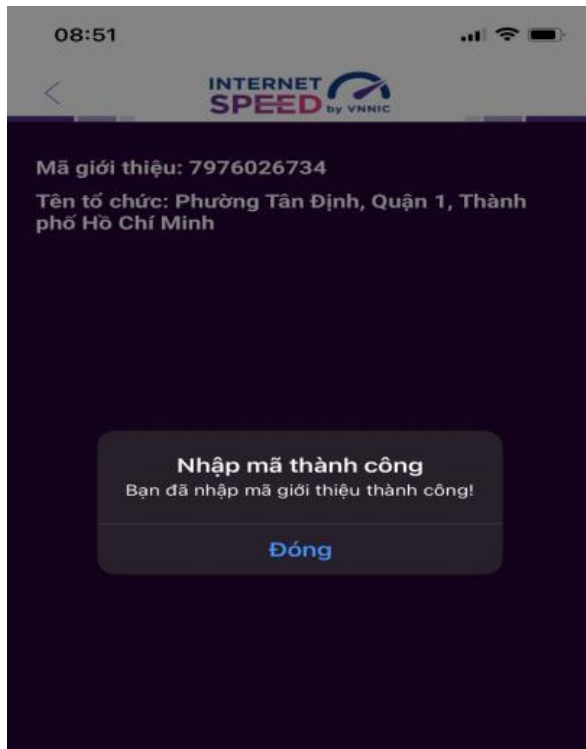 08:51
INTERNET
SPEED by VNNIC
Mã giới thiệu: 7976026734
Tên tổ chức: Phường Tân Định, Quận 1, Thành
phố Hồ Chí Minh
Nhập mã thành công
Bạn đã nhập mã giới thiệu thành công!
Đóng